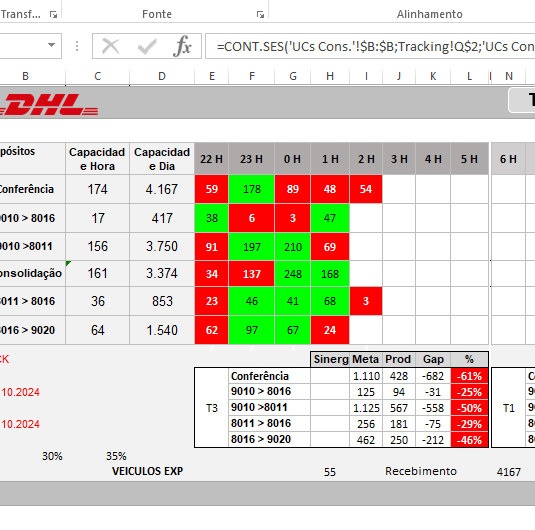 Transf...
Fonte
Alinhamento
fx
=CONT.SES('UCs Cons.'!$B:$B;Tracking!Q$2;'UCs Con
B C D E F G H I J K L N
DHL
T
pósitos Capacidad e Hora Capacidad e Dia 22 H 23 H 0 H 1 H 2 H 3 H 4 H 5 H 6 H
Conferência 174 4.167 59 178 89 48 54
9010 > 8016 17 417 38 6 3 47
9010 >8011 156 3.750 91 197 210 69
onsolidação 161 3.374 34 137 248 168
8011 > 8016 36 853 23 46 41 68 3
8016 > 9020 64 1.540 62 97 67 24
CK
Sinerg Meta Prod Gap %
Conferência 1.110 428 -682 -61%
10.2024 9010 > 8016 125 94 -31 -25%
T3 9010 >8011 1.125 567 -558 -50% T1
10.2024 8011 > 8016 256 181 -75 -29%
8016 > 9020 462 250 -212 -46%
30% 35%
VEICULOS EXP 55 Recebimento 4167